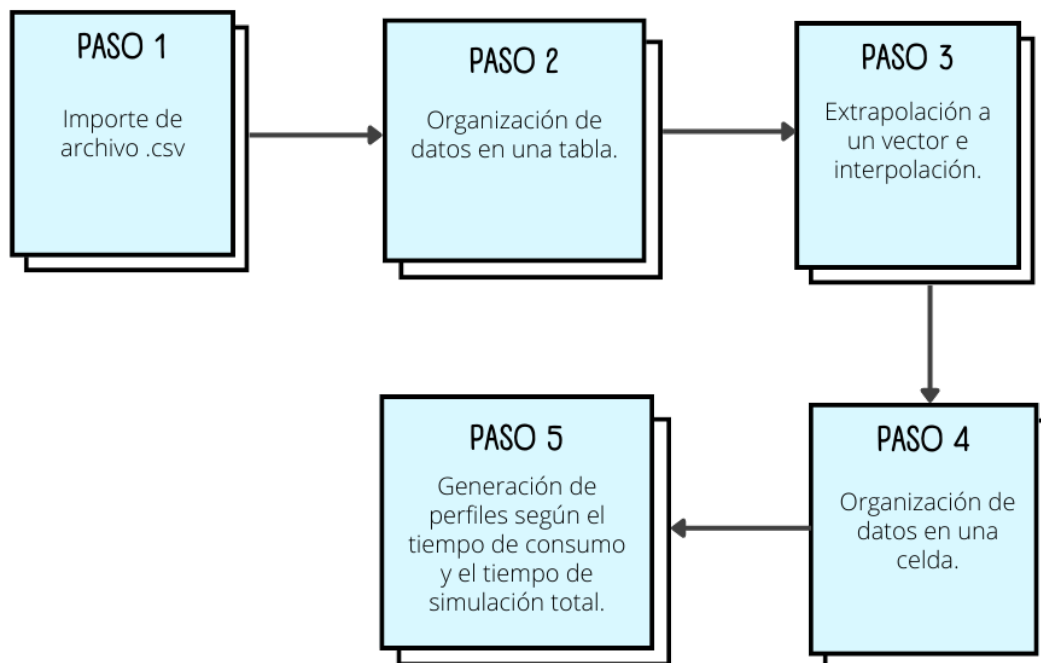 PASO 1
Importe de
archivo .csv
PASO 2
Organización de
datos en una tabla.
PASO 3
Extrapolación a
un vector e
interpolación.
PASO 4
Organización de
datos en una
celda.
PASO 5
Generación de
perfiles según el
tiempo de consumo
y el tiempo de
simulación total.